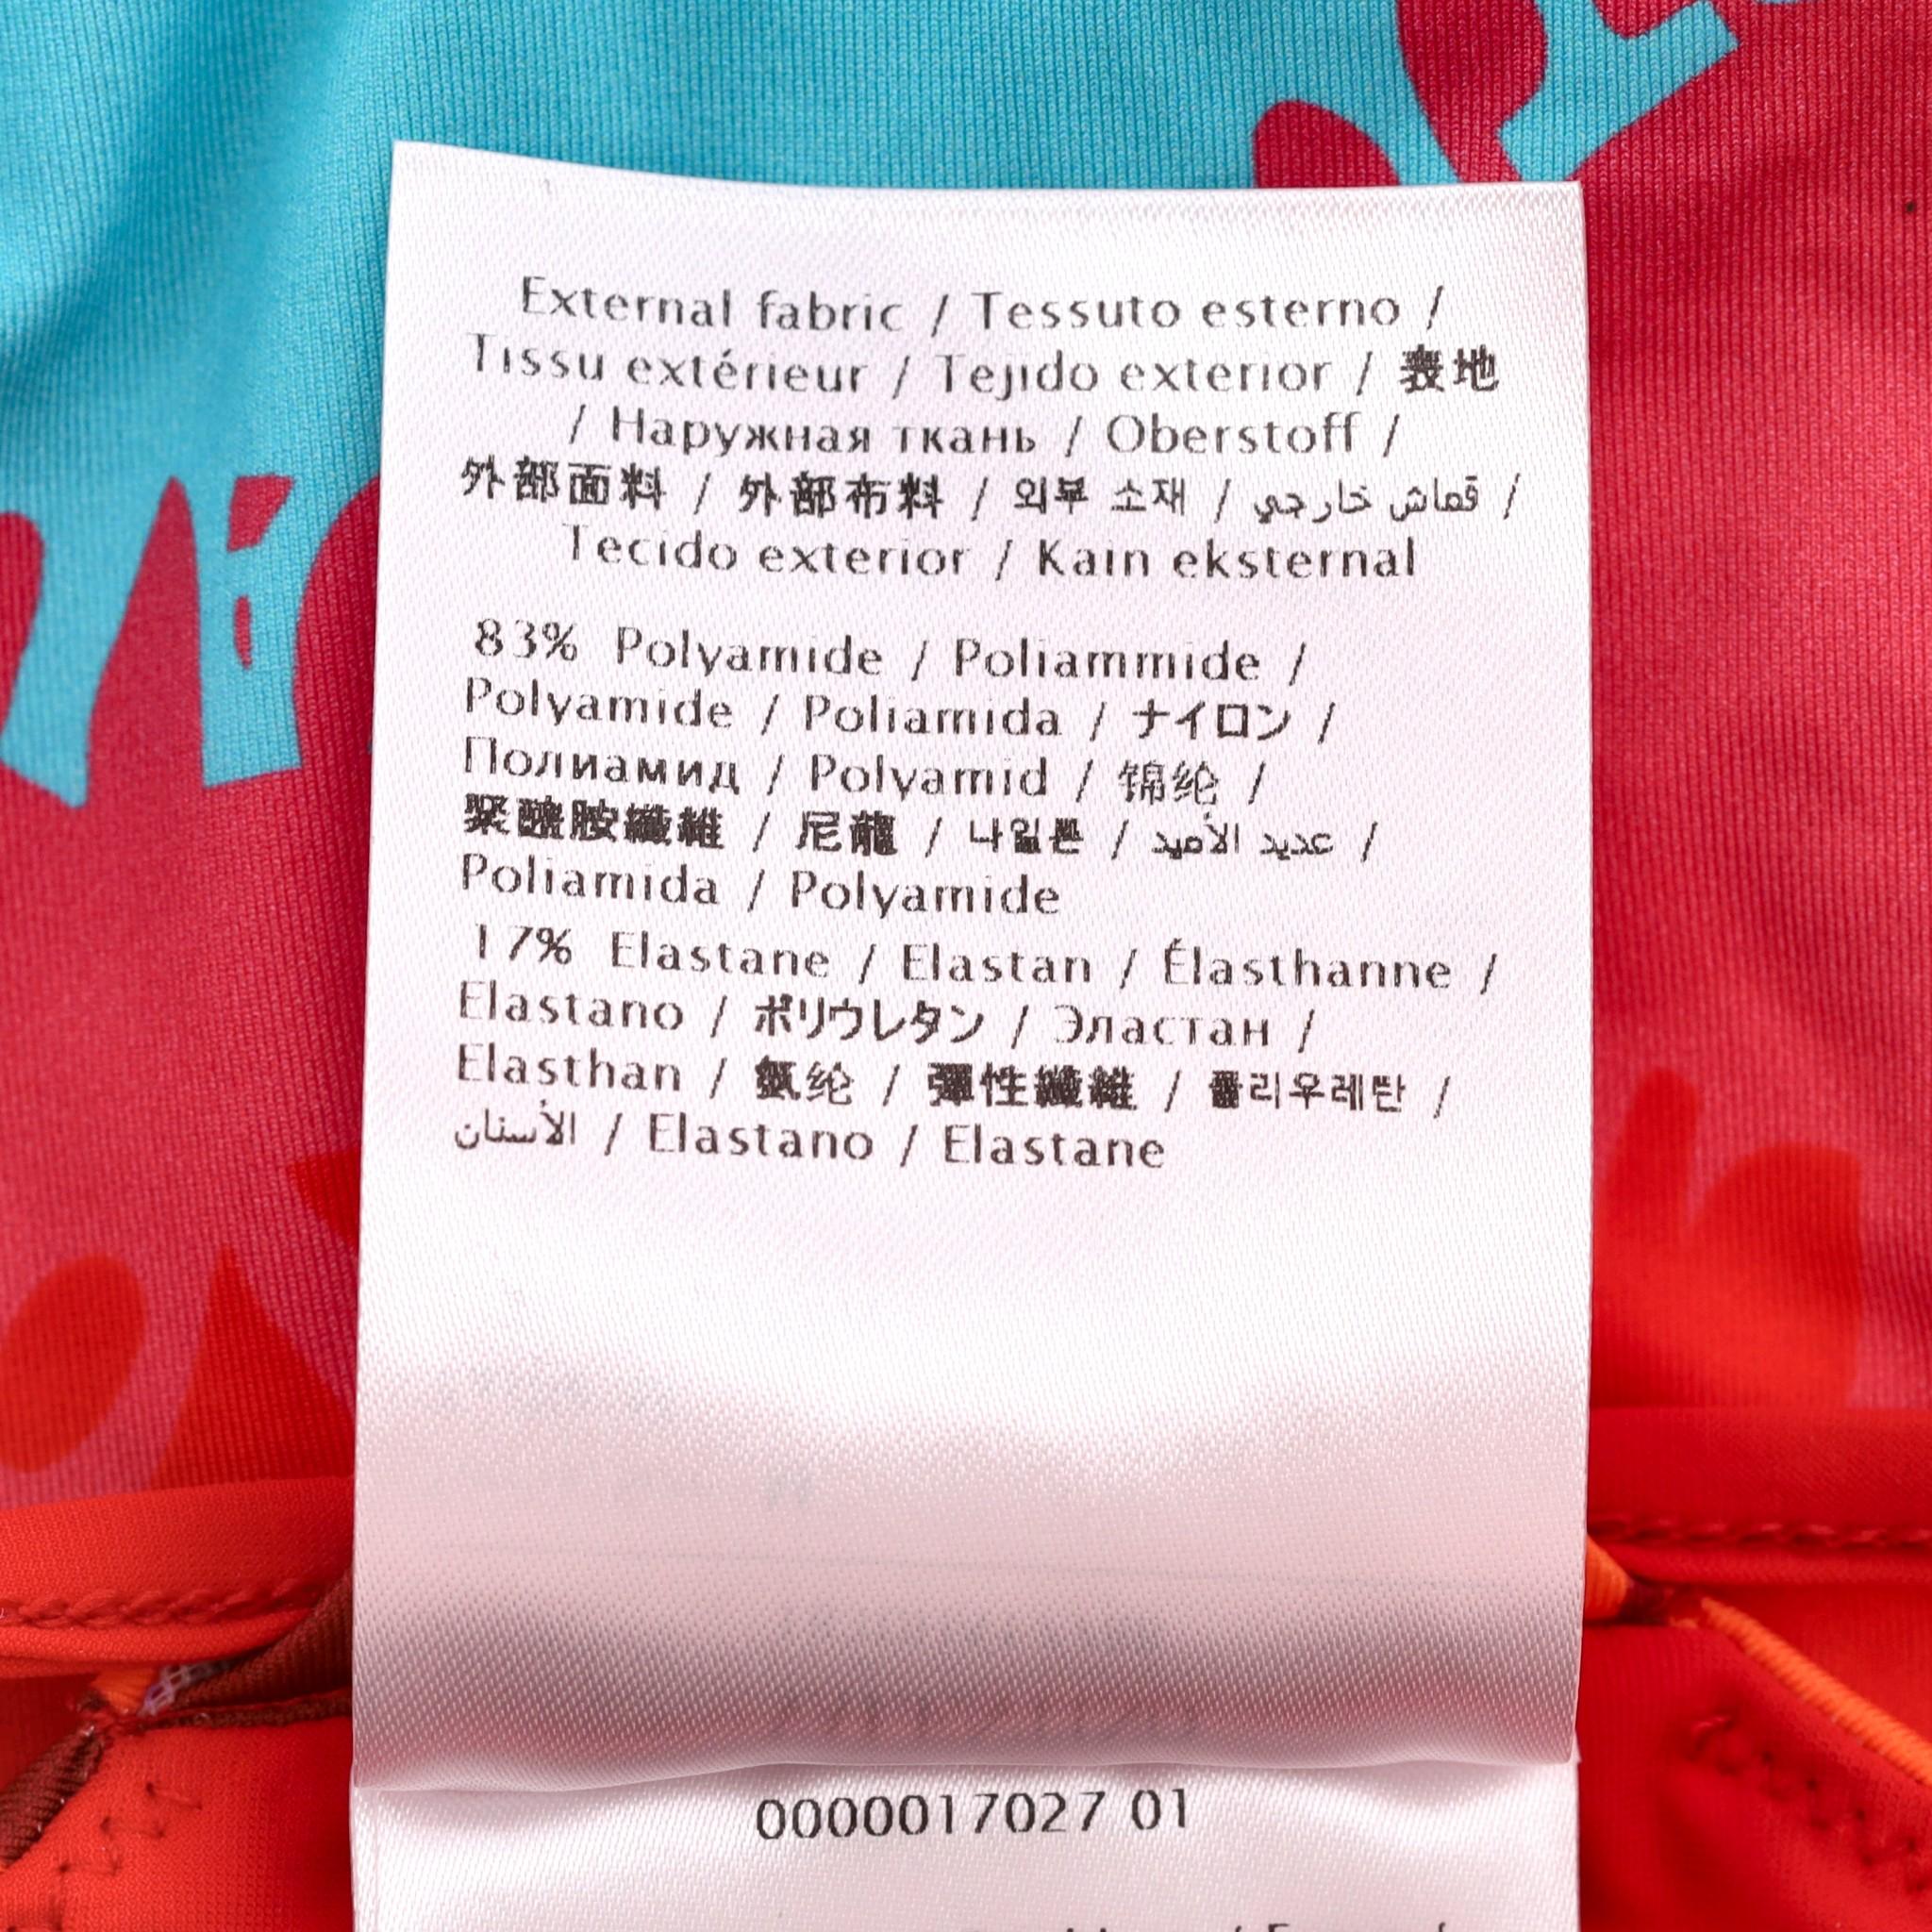 External fabric / Tessuto esterno /
Tissu extérieur / Tejido exterior / 表地
/ Наружная ткань / Oberstoff /
外部面料 / 外部布料 / 외부 소재 / قماش خارجي /
Tecido exterior / Kain eksternal
83% Polyamide / Poliammide /
Polyamide / Poliamida / ナイロン /
Полиамид / Polyamid / 锦纶 /
聚醯胺纖維 / 尼龍 / 나일론 / عديد الأميد /
Poliamida / Polyamide
17% Elastane / Elastan / Élasthanne /
Elastano / ポリウレタン / Эластан /
Elasthan / 氨纶 / 彈性纖維 / 폴리우레탄 /
الأسنان / Elastano / Elastane
0000017027 01